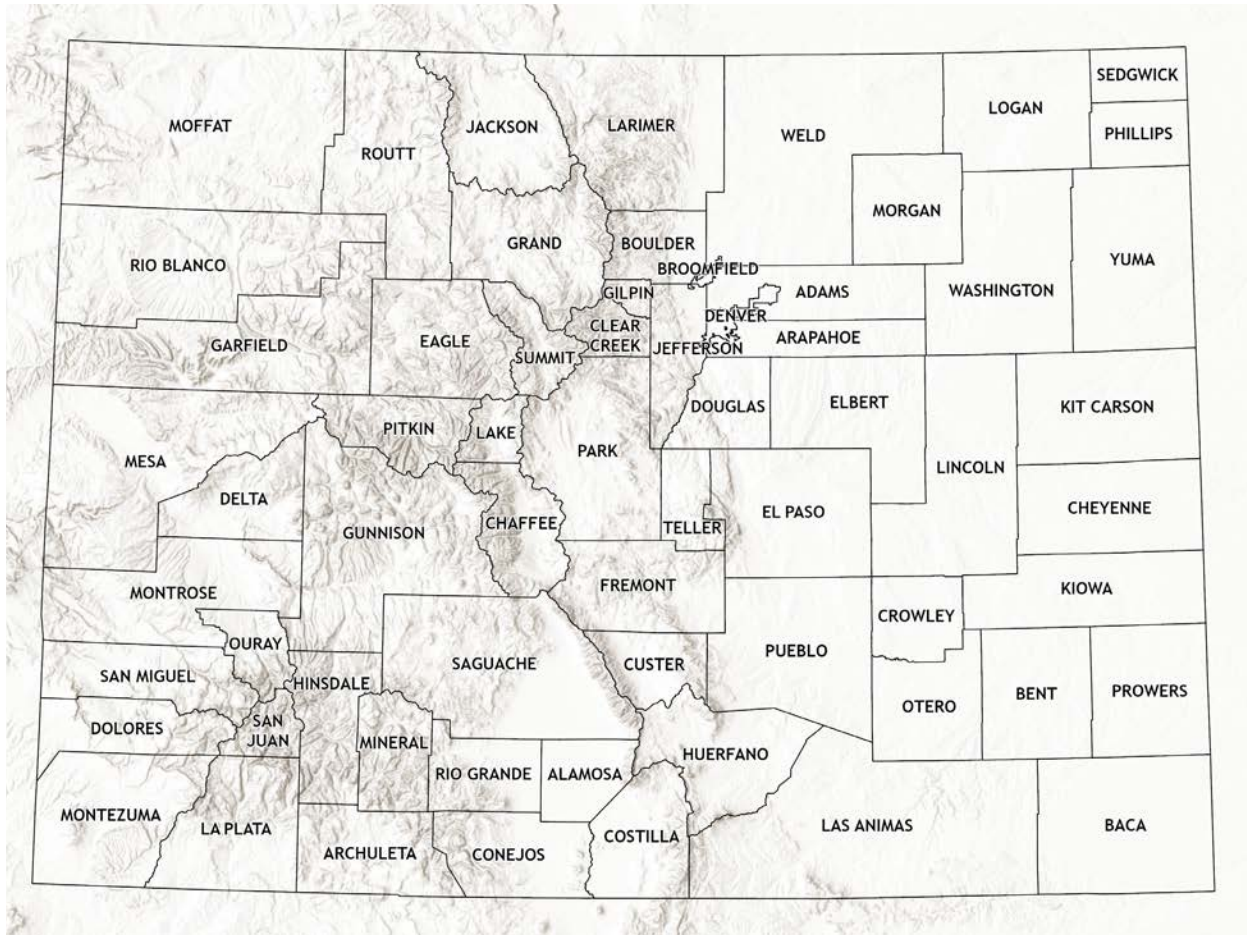 SEDGWICK
LOGAN
MOFFAT
JACKSON
LARIMER
WELD
PHILLIPS
ROUTT
MORGAN
GRAND
BOULDER
YUMA
RIO BLANCO
BROOMFIELD
GILPIN
ADAMS
WASHINGTON
DENVER
CLEAR
CREEK
ARAPAHOE
GARFIELD
EAGLE
SUMMIT
JEFFERSON
DOUGLAS
ELBERT
KIT CARSON
PITKIN
LAKE
PARK
MESA
LINCOLN
DELTA
CHEYENNE
GUNNISON
CHAFFEE
TELLER
EL PASO
MONTROSE
FREMONT
KIOWA
CROWLEY
OURAY
SAGUACHE
CUSTER
PUEBLO
SAN MIGUEL
HINSDALE
BENT
PROWERS
OTERO
DOLORES
SAN
JUAN
MINERAL
HUERFANO
RIO GRANDE
ALAMOSA
MONTEZUMA
LA PLATA
COSTILLA
LAS ANIMAS
BACA
ARCHULETA
CONEJOS